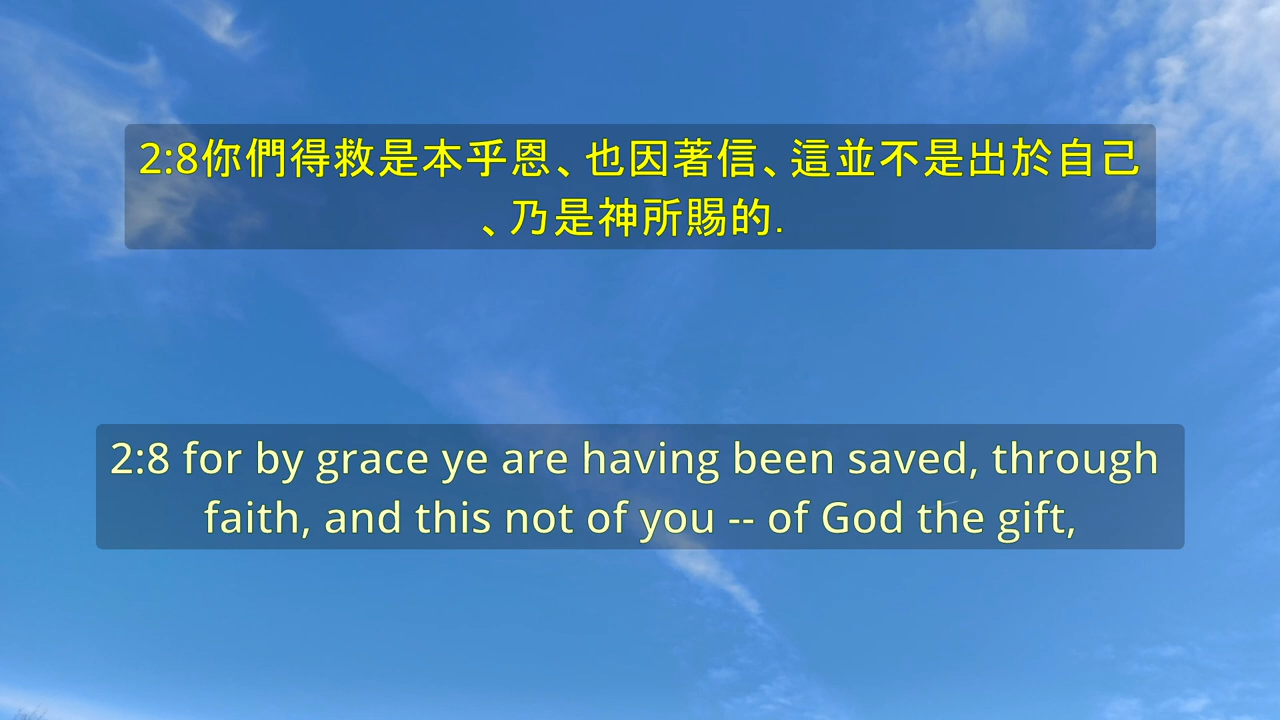 2:8你們得救是本乎恩、也因著信、這並不是出於自己
、乃是神所賜的.
2:8 for by grace ye are having been saved, through
faith, and this not of you -- of God the gift,